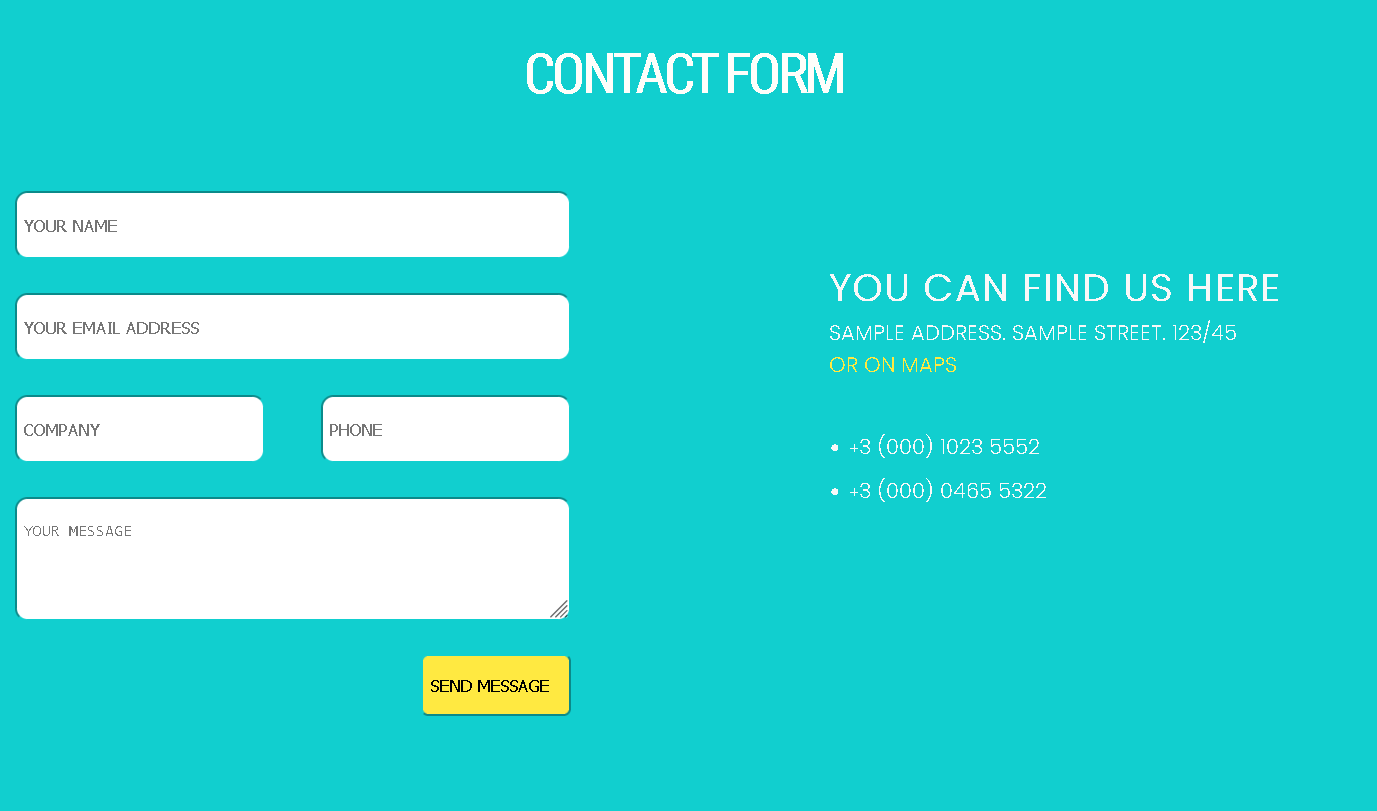 CONTACT FORM
YOUR NAME
YOUR EMAIL ADDRESS
COMPANY
PHONE
YOUR MESSAGE
SEND MESSAGE
YOU CAN FIND US HERE
SAMPLE ADDRESS. SAMPLE STREET. 123/45
OR ON MAPS
• +3 (000) 1023 5552
• +3 (000) 0465 5322